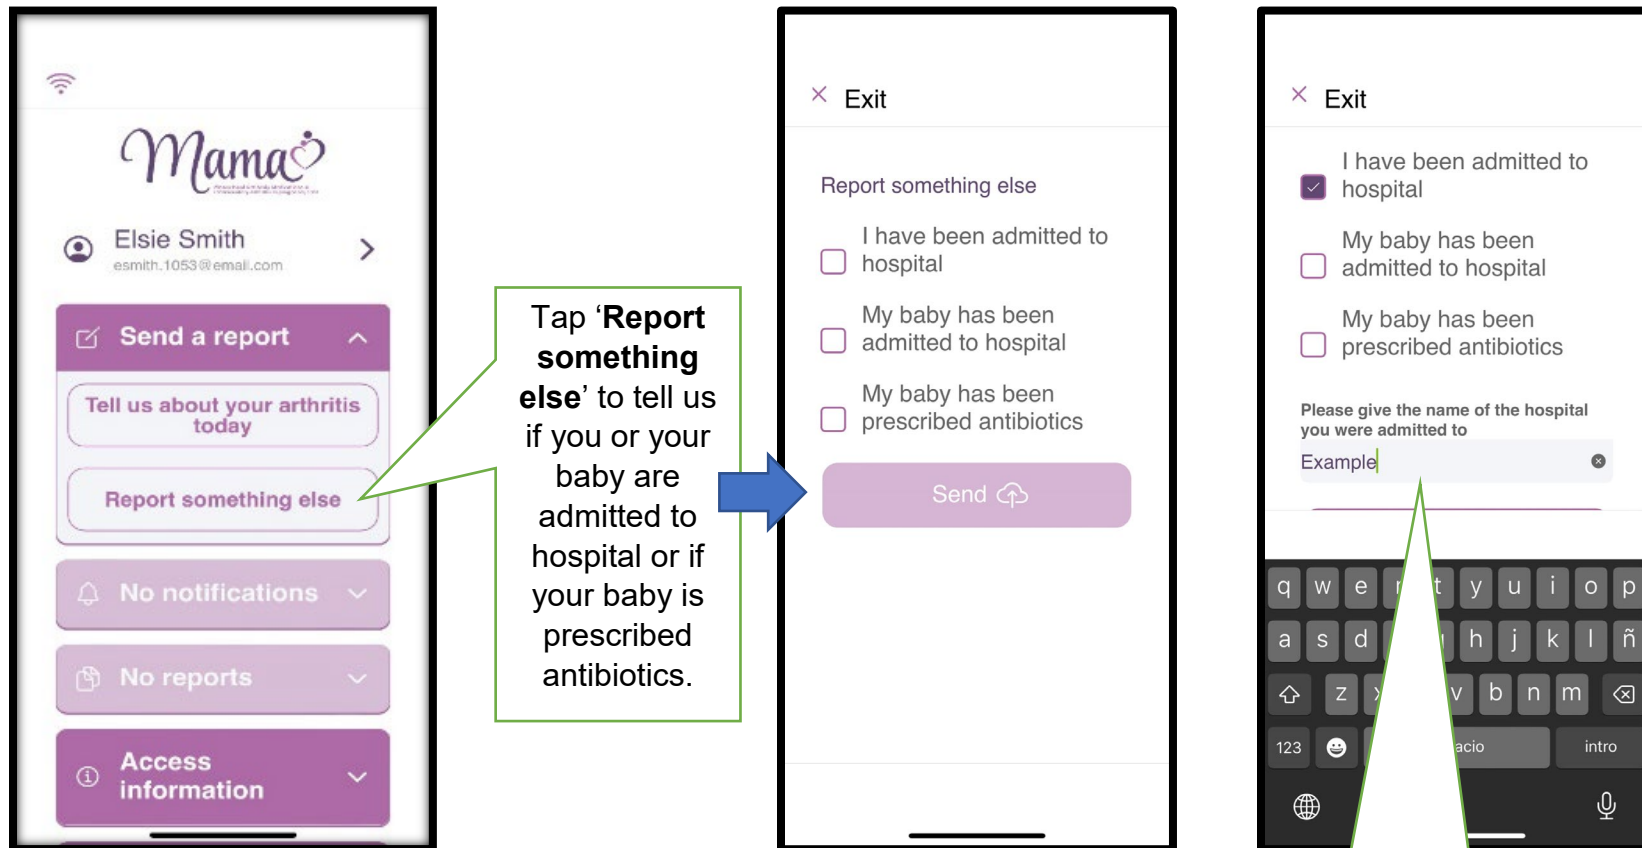 Mama
Elsie Smith
esmith.1053@email.com
Send a report
Tell us about your arthritis
today
Report something else
No notifications
No reports
Access
information
Tap ‘Report
something
else’ to tell us
if you or your
baby are
admitted to
hospital or if
your baby is
prescribed
antibiotics.
Exit
Report something else
I have been admitted to
hospital
My baby has been
admitted to hospital
My baby has been
prescribed antibiotics
Send
Exit
I have been admitted to
hospital
My baby has been
admitted to hospital
My baby has been
prescribed antibiotics
Please give the name of the hospital
you were admitted to
Example
q w e r t y u i o p
a s d h j k l ñ
z x v b n m
123 acio intro